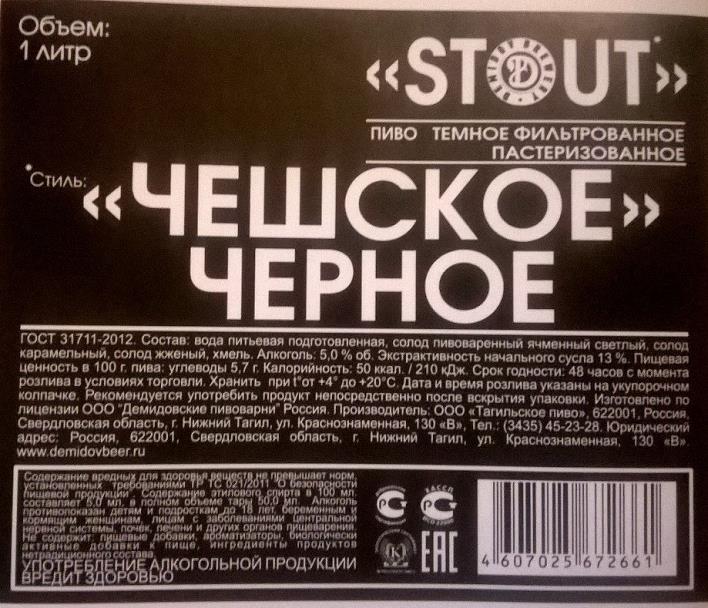 Объем:
1 литр
«STOUT*»
DEMIDOV BREWERY
ПИВО ТЕМНОЕ ФИЛЬТРОВАННОЕ
ПАСТЕРИЗОВАННОЕ
*Стиль:
«ЧЕШСКОЕ»
ЧЕРНОЕ
ГОСТ 31711-2012. Состав: вода питьевая подготовленная, солод пивоваренный ячменный светлый, солод
карамельный, солод жженый, хмель. Алкоголь: 5,0 % об. Экстрактивность начального сусла 13 %. Пищевая
ценность в 100 г. пива: углеводы 5,7 г. Калорийность: 50 ккал. / 210 кДж. Срок годности: 48 часов с момента
розлива в условиях торговли. Хранить при t°от +4° до +20°С. Дата и время розлива указаны на укупорочном
колпачке. Рекомендуется употребить продукт непосредственно после вскрытия упаковки. Изготовлено по
лицензии ООО "Демидовские пивоварни" Россия. Производитель: ООО «Тагильское пиво», 622001, Россия,
Свердловская область, г. Нижний Тагил, ул. Краснознаменная, 130 «В», Тел.: (3435) 45-23-28. Юридический
адрес: Россия, 622001, Свердловская область, г. Нижний Тагил, ул. Краснознаменная, 130 «В».
www.demidovbeer.ru
Содержание вредных для здоровья веществ не превышает норм,
установленных требованиями ТР ТС 021/2011 "О безопасности
пищевой продукции". Содержание этилового спирта в 100 мл.
составляет 5,0 мл. в полном объеме тары 50,0 мл. Алкоголь
противопоказан детям и подросткам до 18 лет, беременным и
кормящим женщинам, лицам с заболеваниями центральной
нервной системы, почек, печени и других органов пищеварения.
Не содержит: пищевые добавки, ароматизаторы, биологически
активные добавки к пище, ингредиенты продуктов
нетрадиционного состава.
УПОТРЕБЛЕНИЕ АЛКОГОЛЬНОЙ ПРОДУКЦИИ
ВРЕДИТ ЗДОРОВЬЮ
ХАССП
ИСО 22000
К
ЕАС
4 607025 672661